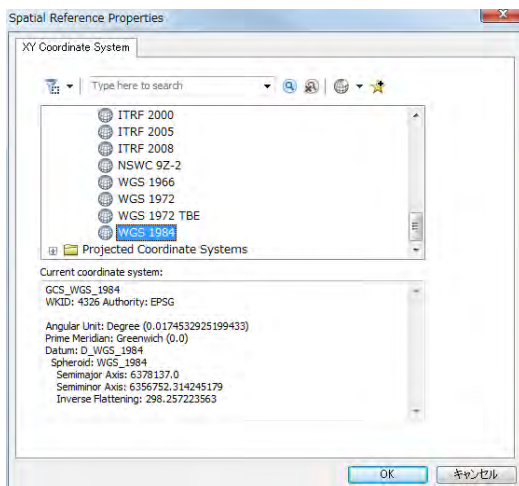 Spatial Reference Properties
XY Coordinate System
Type here to search
ITRF 2000
ITRF 2005
ITRF 2008
NSWC 9Z-2
WGS 1966
WGS 1972
WGS 1972 TBE
WGS 1984
Projected Coordinate Systems
Current coordinate system:
GCS_WGS_1984
WKID: 4326 Authority: EPSG
Angular Unit: Degree (0.0174532925199433)
Prime Meridian: Greenwich (0.0)
Datum: D_WGS_1984
Spheroid: WGS_1984
Semimajor Axis: 6378137.0
Semiminor Axis: 6356752.314245179
Inverse Flattening: 298.257223563
OK キャンセル